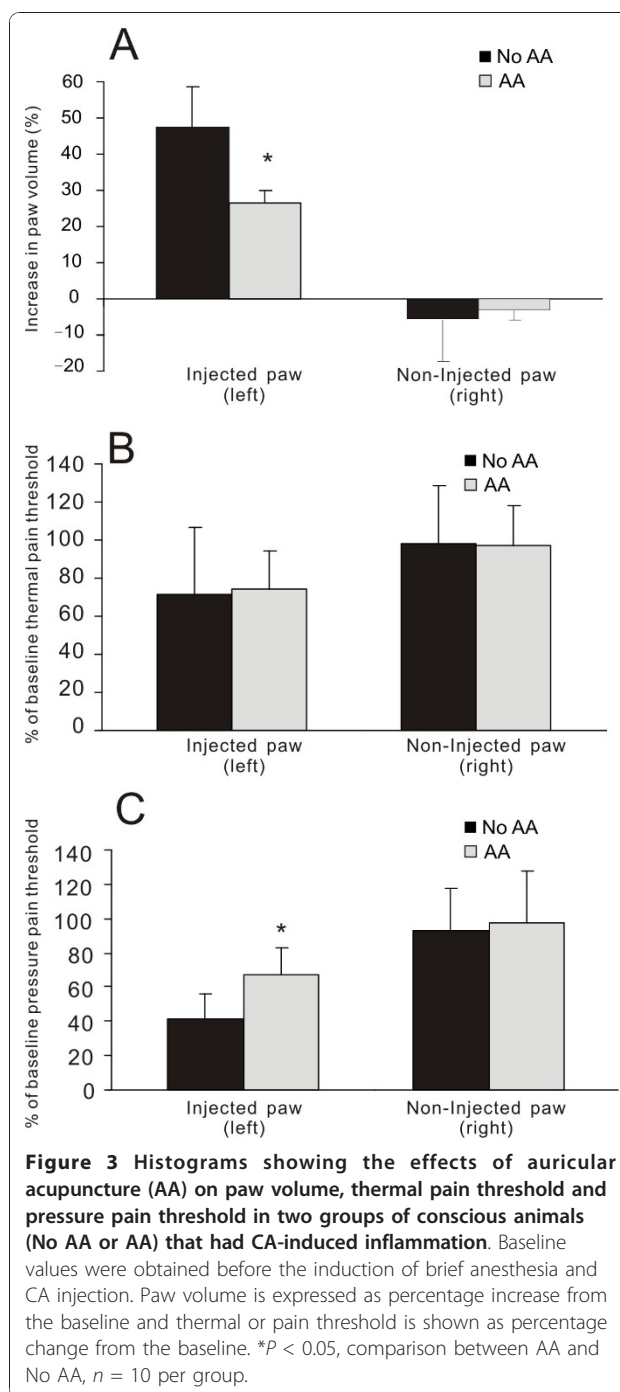 A
No AA
AA
Increase in paw volume (%)
60
50
40
30
20
10
0
−10
−20
*
Injected paw
(left)
Non-Injected paw
(right)
B
No AA
AA
% of baseline thermal pain threshold
140
120
100
80
60
40
20
0
Injected paw
(left)
Non-Injected paw
(right)
C
No AA
AA
% of baseline pressure pain threshold
140
120
100
80
60
40
20
0
*
Injected paw
(left)
Non-Injected paw
(right)
Figure 3 Histograms showing the effects of auricular
acupuncture (AA) on paw volume, thermal pain threshold and
pressure pain threshold in two groups of conscious animals
(No AA or AA) that had CA-induced inflammation. Baseline
values were obtained before the induction of brief anesthesia and
CA injection. Paw volume is expressed as percentage increase from
the baseline and thermal or pain threshold is shown as percentage
change from the baseline. *P < 0.05, comparison between AA and
No AA, n = 10 per group.